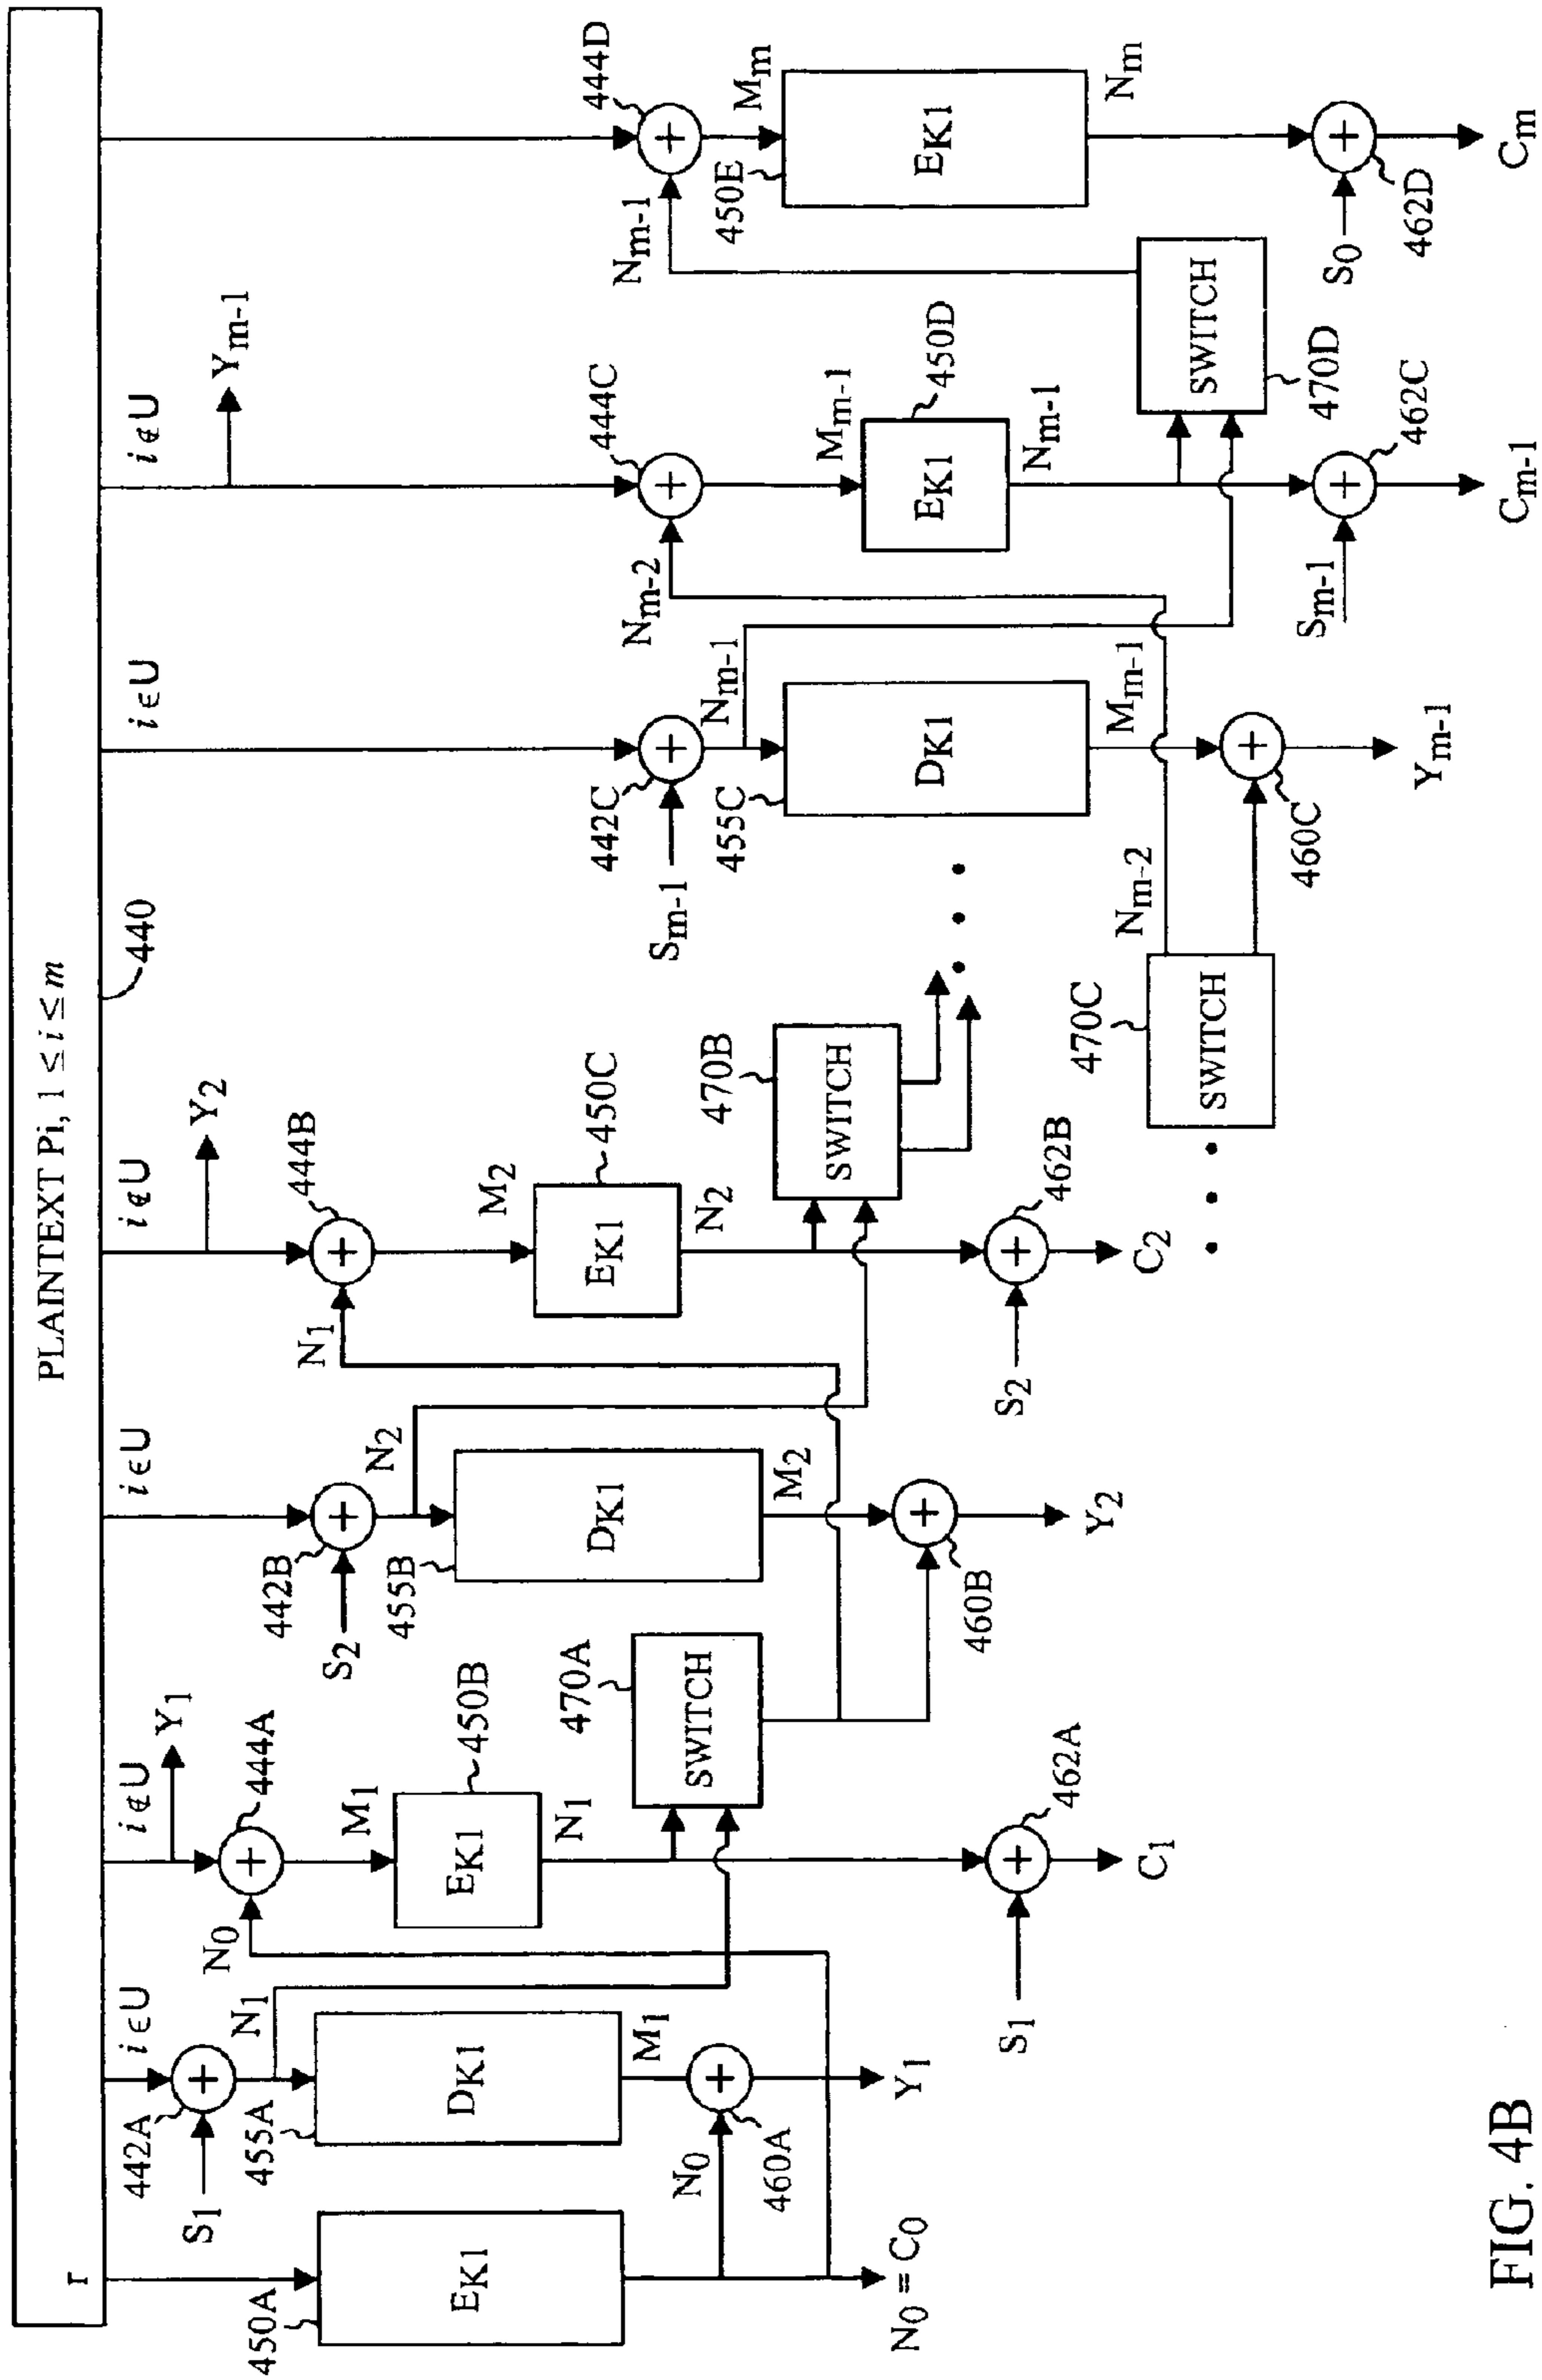 PLAINTEXT Pi, 1 ≤ i ≤ m
440
r
i ∈ U
i ∉ U
Y1
i ∈ U
i ∉ U
Y2
i ∈ U
i ∉ U
Ym-1
442A
S1
N1
N0
444A
442B
S2
N2
N1
444B
442C
Sm-1
Nm-1
Nm-2
444C
Nm-1
444D
450A
EK1
455A
DK1
M1
M1
EK1
450B
N1
455B
DK1
M2
M2
EK1
450C
N2
455C
DK1
Mm-1
Mm-1
EK1
450D
Nm-1
Mm
450E
EK1
Nm
N0
460A
470A
SWITCH
460B
470B
SWITCH
470C
SWITCH
Nm-2
460C
470D
SWITCH
N0 = C0
Y1
S1
462A
C1
Y2
S2
462B
C2
Ym-1
Sm-1
462C
Cm-1
S0
462D
Cm
FIG. 4B